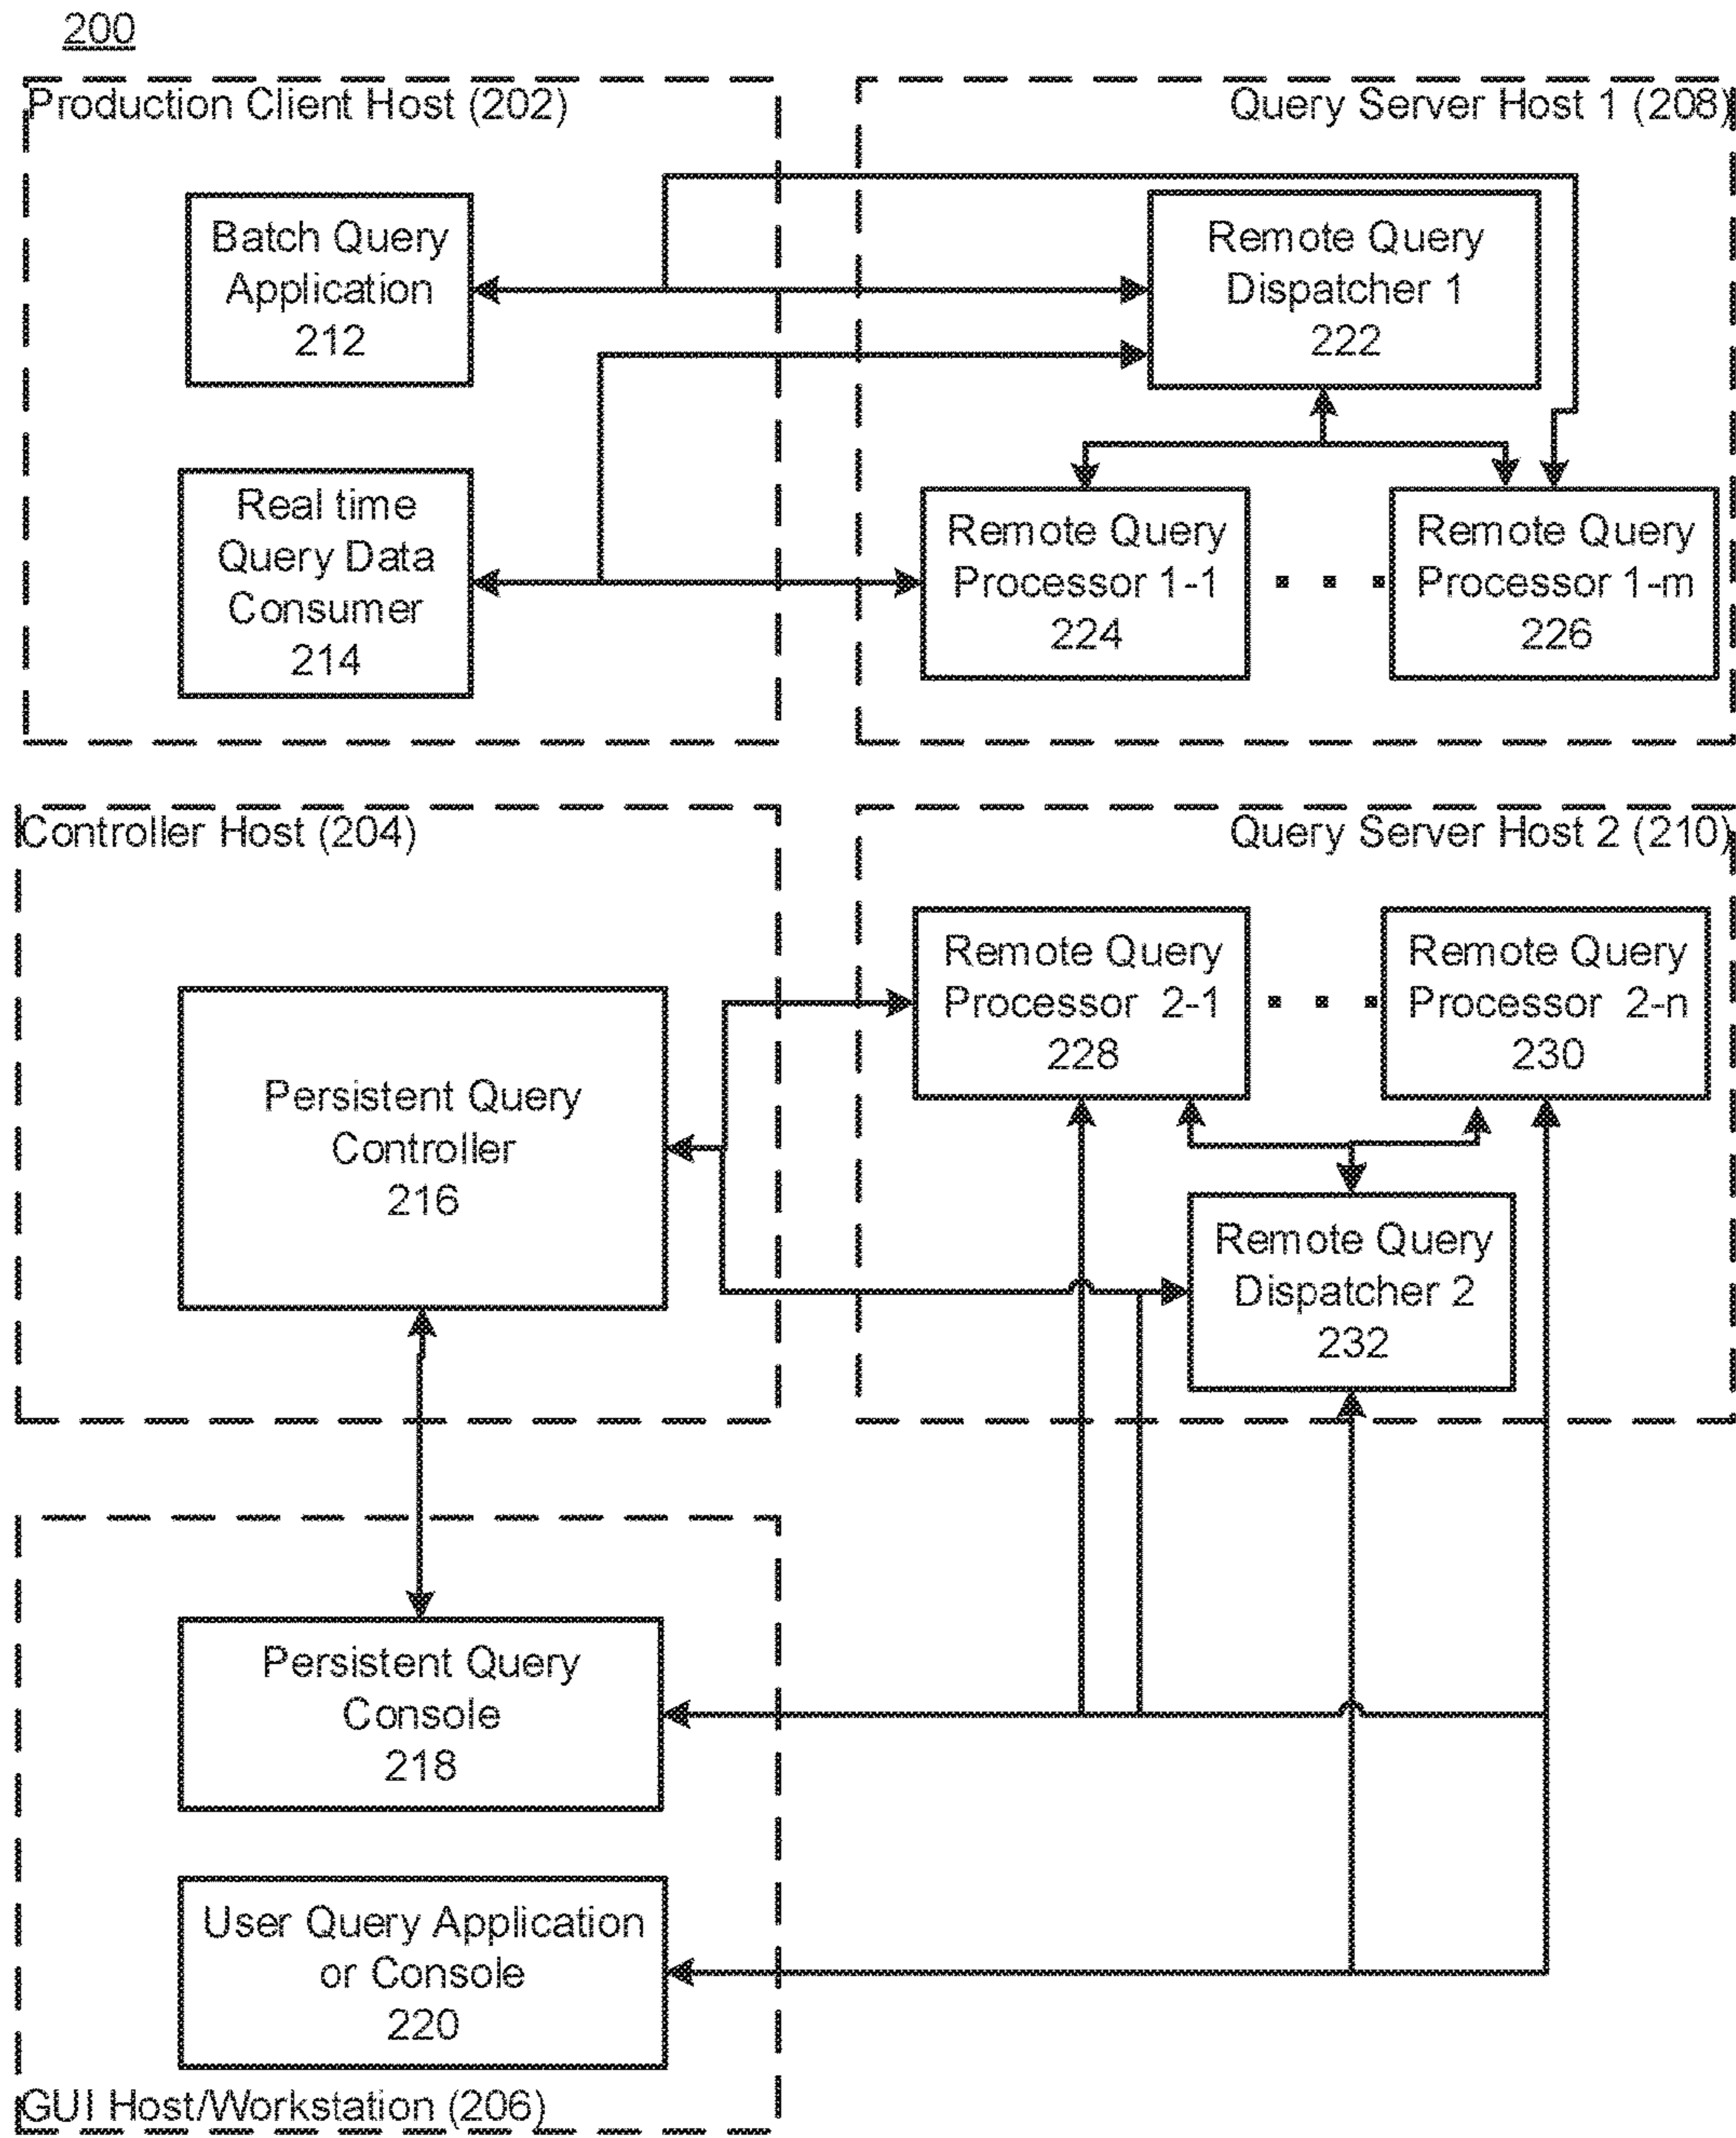 200
Production Client Host (202)
Query Server Host 1 (208)
Batch Query
Application
212
Remote Query
Dispatcher 1
222
Real time
Query Data
Consumer
214
Remote Query
Processor 1-1
224
Remote Query
Processor 1-m
226
Controller Host (204)
Query Server Host 2 (210)
Remote Query
Processor 2-1
228
Remote Query
Processor 2-n
230
Persistent Query
Controller
216
Remote Query
Dispatcher 2
232
Persistent Query
Console
218
User Query Application
or Console
220
GUI Host/Workstation (206)